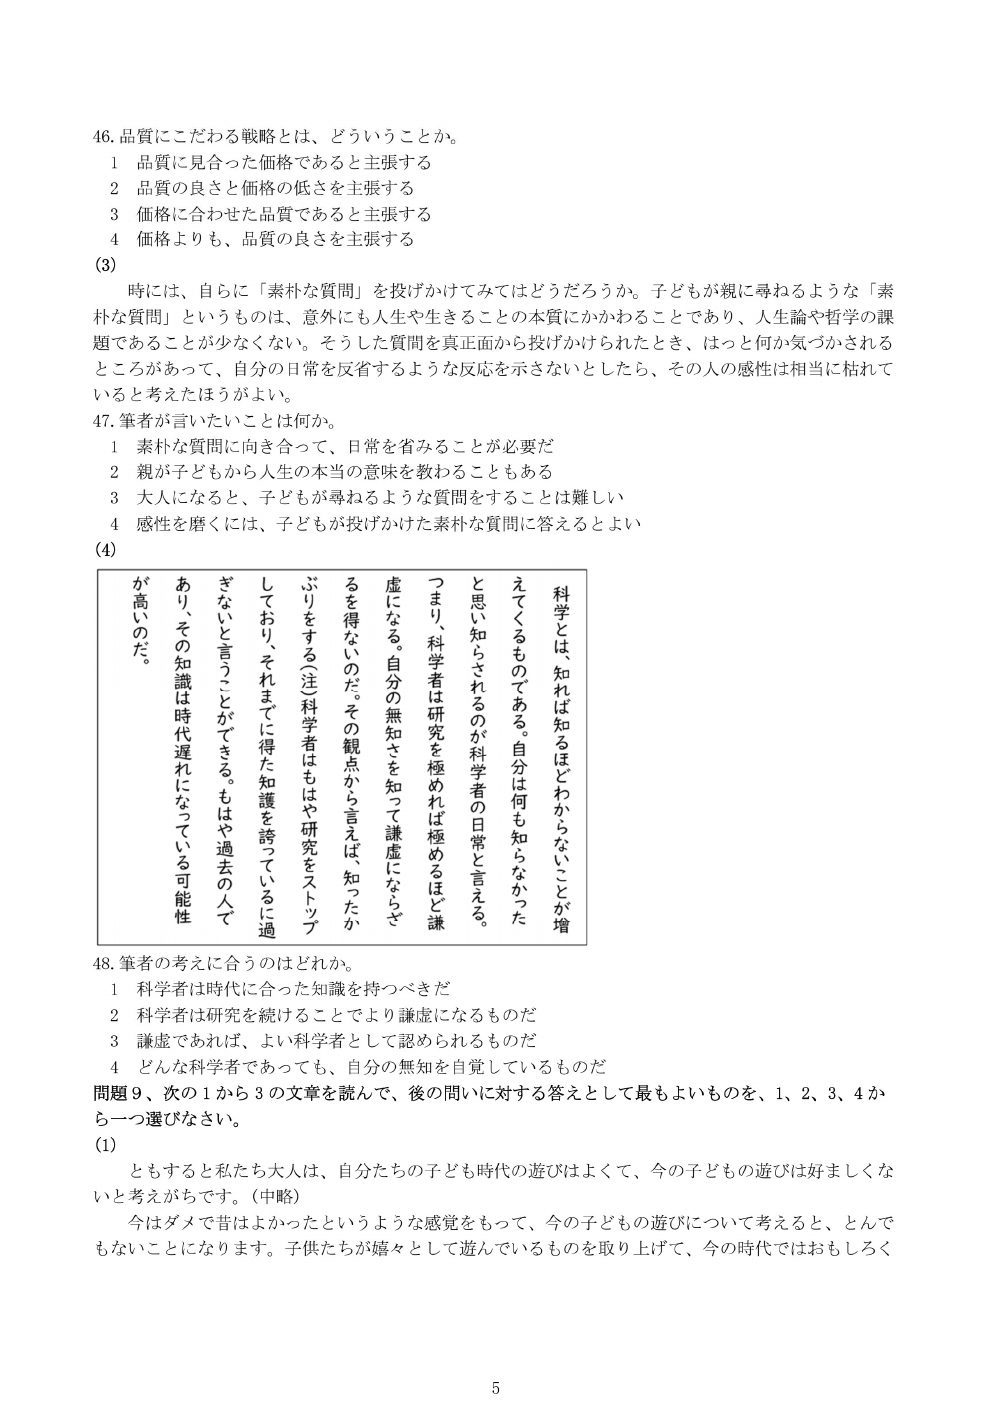 46.品質にこだわる戦略とは、どういうことか。
1　品質に見合った価格であると主張する
2　品質の良さと価格の低さを主張する
3　価格に合わせた品質であると主張する
4　価格よりも、品質の良さを主張する
(3)
時には、自らに「素朴な質問」を投げかけてみてはどうだろうか。子どもが親に尋ねるような「素
朴な質問」というものは、意外にも人生や生きることの本質にかかわることであり、人生論や哲学の課
題であることが少なくない。そうした質問を真正面から投げかけられたとき、はっと何か気づかされる
ところがあって、自分の日常を反省するような反応を示さないとしたら、その人の感性は相当に枯れて
いると考えたほうがよい。
47.筆者が言いたいことは何か。
1　素朴な質問に向き合って、日常を省みることが必要だ
2　親が子どもから人生の本当の意味を教わることもある
3　大人になると、子どもが尋ねるような質問をすることは難しい
4　感性を磨くには、子どもが投げかけた素朴な質問に答えるとよい
(4)
科学とは、知れば知るほどわからないことが増
えてくるものである。自分は何も知らなかった
と思い知らされるのが科学者の日常と言える。
つまり、科学者は研究を極めれば極めるほど謙
虚になる。自分の無知さを知って謙虚にならざ
るを得ないのだ。その観点から言えば、知ったか
ぶりをする(注)科学者はもはや研究をストップ
しており、それまでに得た知護を誇っているに過
ぎないと言うことができる。もはや過去の人で
あり、その知識は時代遅れになっている可能性
が高いのだ。
48.筆者の考えに合うのはどれか。
1　科学者は時代に合った知識を持つべきだ
2　科学者は研究を続けることでより謙虚になるものだ
3　謙虚であれば、よい科学者として認められるものだ
4　どんな科学者であっても、自分の無知を自覚しているものだ
問題９、次の1から3の文章を読んで、後の問いに対する答えとして最もよいものを、1、2、3、4か
ら一つ選びなさい。
(1)
ともすると私たち大人は、自分たちの子ども時代の遊びはよくて、今の子どもの遊びは好ましくな
いと考えがちです。(中略)
今はダメで昔はよかったというような感覚をもって、今の子どもの遊びについて考えると、とんで
もないことになります。子供たちが嬉々として遊んでいるものを取り上げて、今の時代ではおもしろく
5